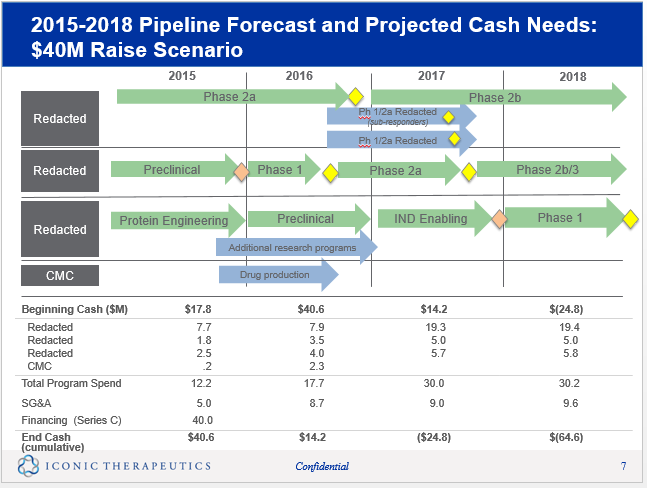 2015-2018 Pipeline Forecast and Projected Cash Needs:
$40M Raise Scenario
2015 2016 2017 2018
Redacted
Phase 2a
Phase 2b
Ph 1/2a Redacted
(sub-responders)
Ph 1/2a Redacted
Redacted
Preclinical Phase 1 Phase 2a Phase 2b/3
Redacted
Protein Engineering Preclinical IND Enabling Phase 1
Additional research programs
CMC
Drug production
Beginning Cash ($M) $17.8 $40.6 $14.2 $(24.8)
Redacted 7.7 7.9 19.3 19.4
Redacted 1.8 3.5 5.0 5.0
Redacted 2.5 4.0 5.7 5.8
CMC .2 2.3
Total Program Spend 12.2 17.7 30.0 30.2
SG&A 5.0 8.7 9.0 9.6
Financing (Series C) 40.0
End Cash $40.6 $14.2 ($24.8) $(64.6)
(cumulative)
ICONIC THERAPEUTICS Confidential 7